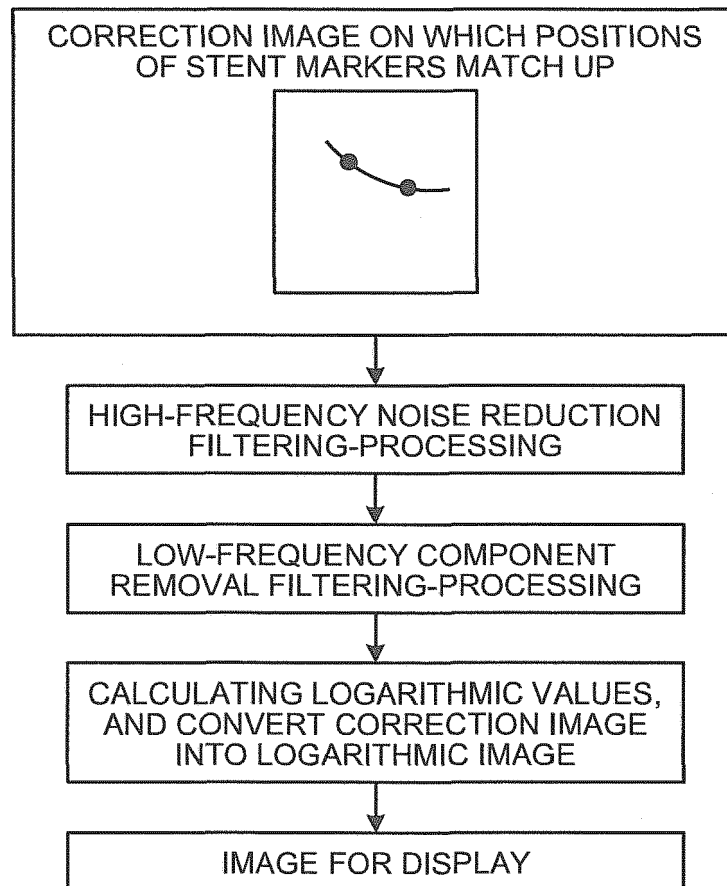 CORRECTION IMAGE ON WHICH POSITIONS
OF STENT MARKERS MATCH UP
HIGH-FREQUENCY NOISE REDUCTION
FILTERING-PROCESSING
LOW-FREQUENCY COMPONENT
REMOVAL FILTERING-PROCESSING
CALCULATING LOGARITHMIC VALUES,
AND CONVERT CORRECTION IMAGE
INTO LOGARITHMIC IMAGE
IMAGE FOR DISPLAY